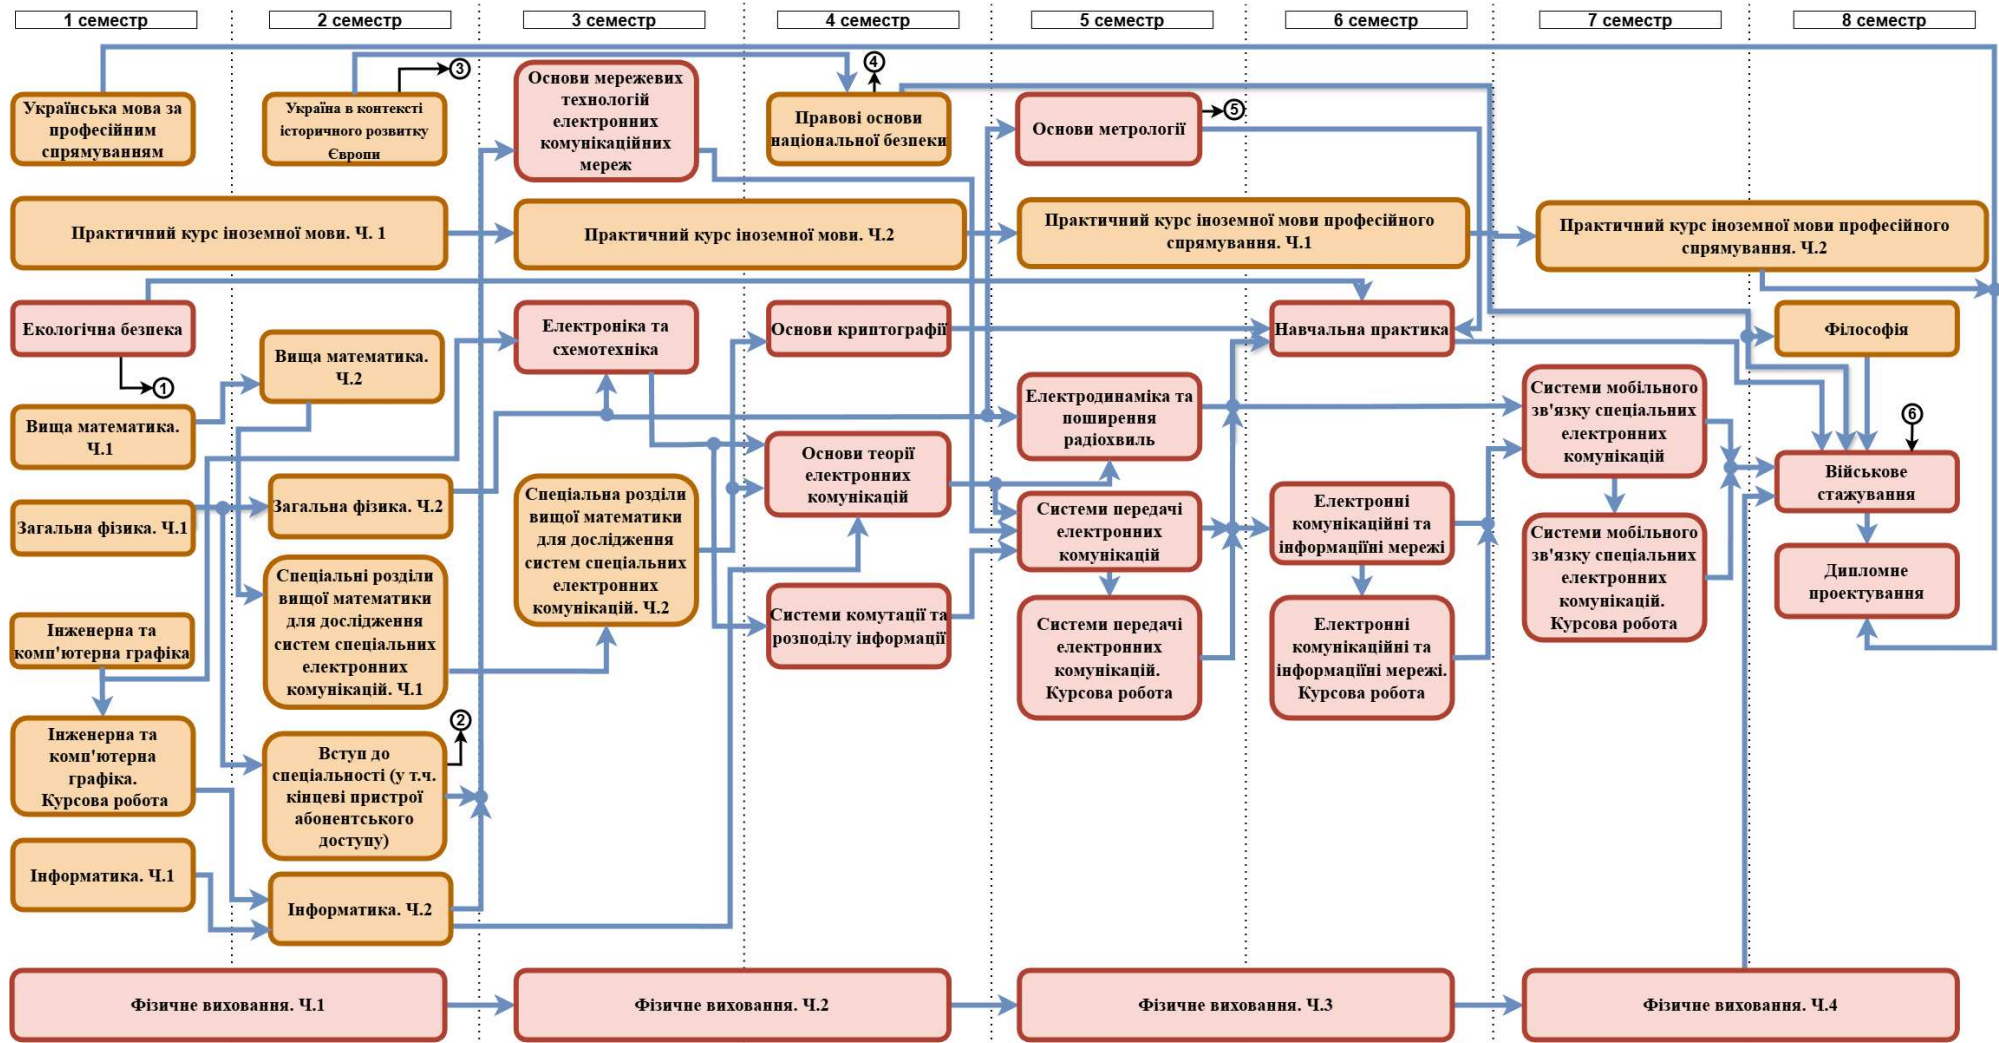 1 семестр
2 семестр
3 семестр
4 семестр
5 семестр
6 семестр
7 семестр
8 семестр
Українська мова за
професійним
спрямуванням
Україна в контексті
історичного розвитку
Європи
3
Основи мережевих
технологій
електронних
комунікаційних
мереж
4
Правові основи
національної безпеки
Основи метрології
5
Практичний курс іноземної мови. Ч. 1
Практичний курс іноземної мови. Ч.2
Практичний курс іноземної мови професійного
спрямування. Ч.1
Практичний курс іноземної мови професійного
спрямування. Ч.2
Екологічна безпека
1
Вища математика.
Ч.2
Електроніка та
схемотехніка
Основи криптографії
Навчальна практика
Філософія
Вища математика.
Ч.1
Електродинаміка та
поширення
радіохвиль
Системи мобільного
зв'язку спеціальних
електронних
комунікацій
6
Основи теорії
електронних
комунікацій
Військове
стажування
Загальна фізика. Ч.1
Загальна фізика. Ч.2
Спеціальна розділи
вищої математики
для дослідження
систем спеціальних
електронних
комунікацій. Ч.2
Системи передачі
електронних
комунікацій
Електронні
комунікаційні та
інформаціїні мережі
Системи мобільного
зв'язку спеціальних
електронних
комунікацій.
Курсова робота
Дипломне
проектування
Спеціальні розділи
вищої математики
для дослідження
систем спеціальних
електронних
комунікацій. Ч.1
Інженерна та
комп'ютерна графіка
Системи комутації та
розподілу інформації
Системи передачі
електронних
комунікацій.
Курсова робота
Електронні
комунікаційні та
інформаціїні мережі.
Курсова робота
Інженерна та
комп'ютерна
графіка.
Курсова робота
2
Вступ до
спеціальності (у т.ч.
кінцеві пристрої
абонентського
доступу)
Інформатика. Ч.1
Інформатика. Ч.2
Фізичне виховання. Ч.1
Фізичне виховання. Ч.2
Фізичне виховання. Ч.3
Фізичне виховання. Ч.4